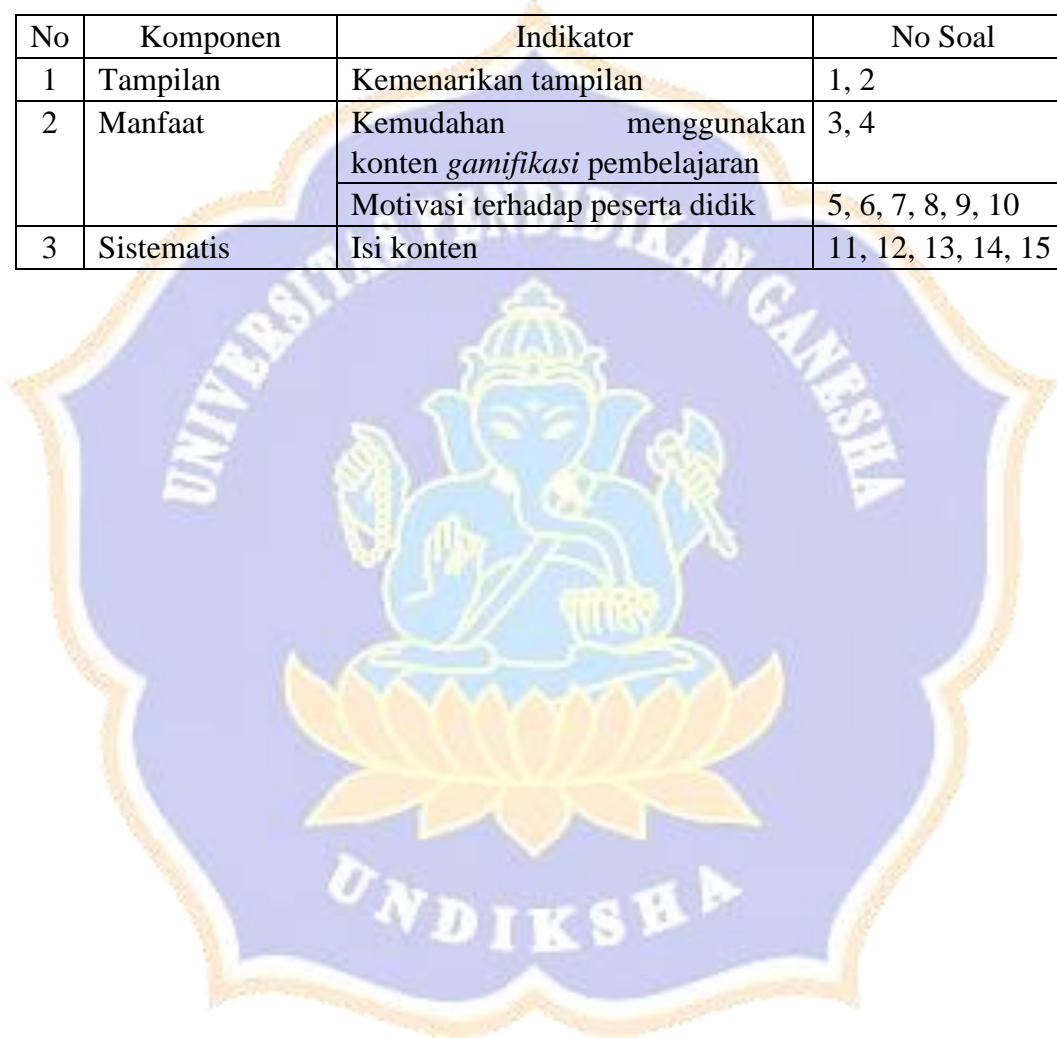 No Komponen Indikator No Soal
1 Tampilan Kemenarikan tampilan 1, 2
2 Manfaat Kemudahan menggunakan 3, 4
konten gamifikasi pembelajaran
Motivasi terhadap peserta didik 5, 6, 7, 8, 9, 10
3 Sistematis Isi konten 11, 12, 13, 14, 15
UNIVERSITAS PENDIDIKAN GANESHA
UNDIKSHA